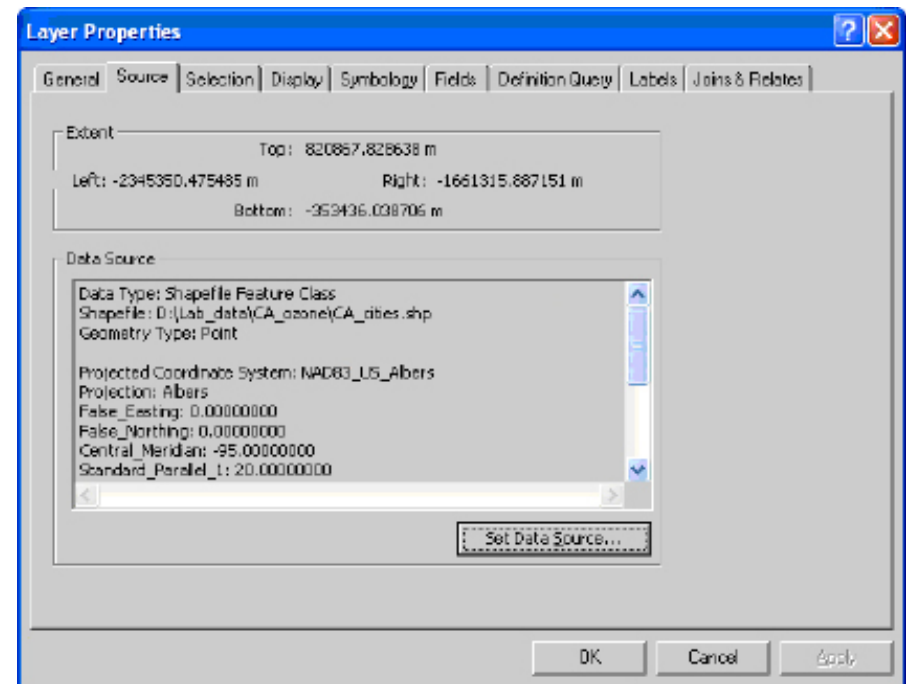 Layer Properties
General Source Selection Display Symbology Fields Definition Query Labels Joins & Relates
Extent
Top: 820867.828638 m
Left: -2345350.475485 m Right: -1661315.887151 m
Bottom: -353436.038706 m
Data Source
Data Type: Shapefile Feature Class
Shapefile: D:\Lab_data\CA_ozone\CA_cities.shp
Geometry Type: Point
Projected Coordinate System: NAD83_US_Albers
Projection: Albers
False_Easting: 0.00000000
False_Northing: 0.00000000
Central_Meridian: -95.00000000
Standard_Parallel_1: 20.00000000
Set Data Source...
OK Cancel Apply